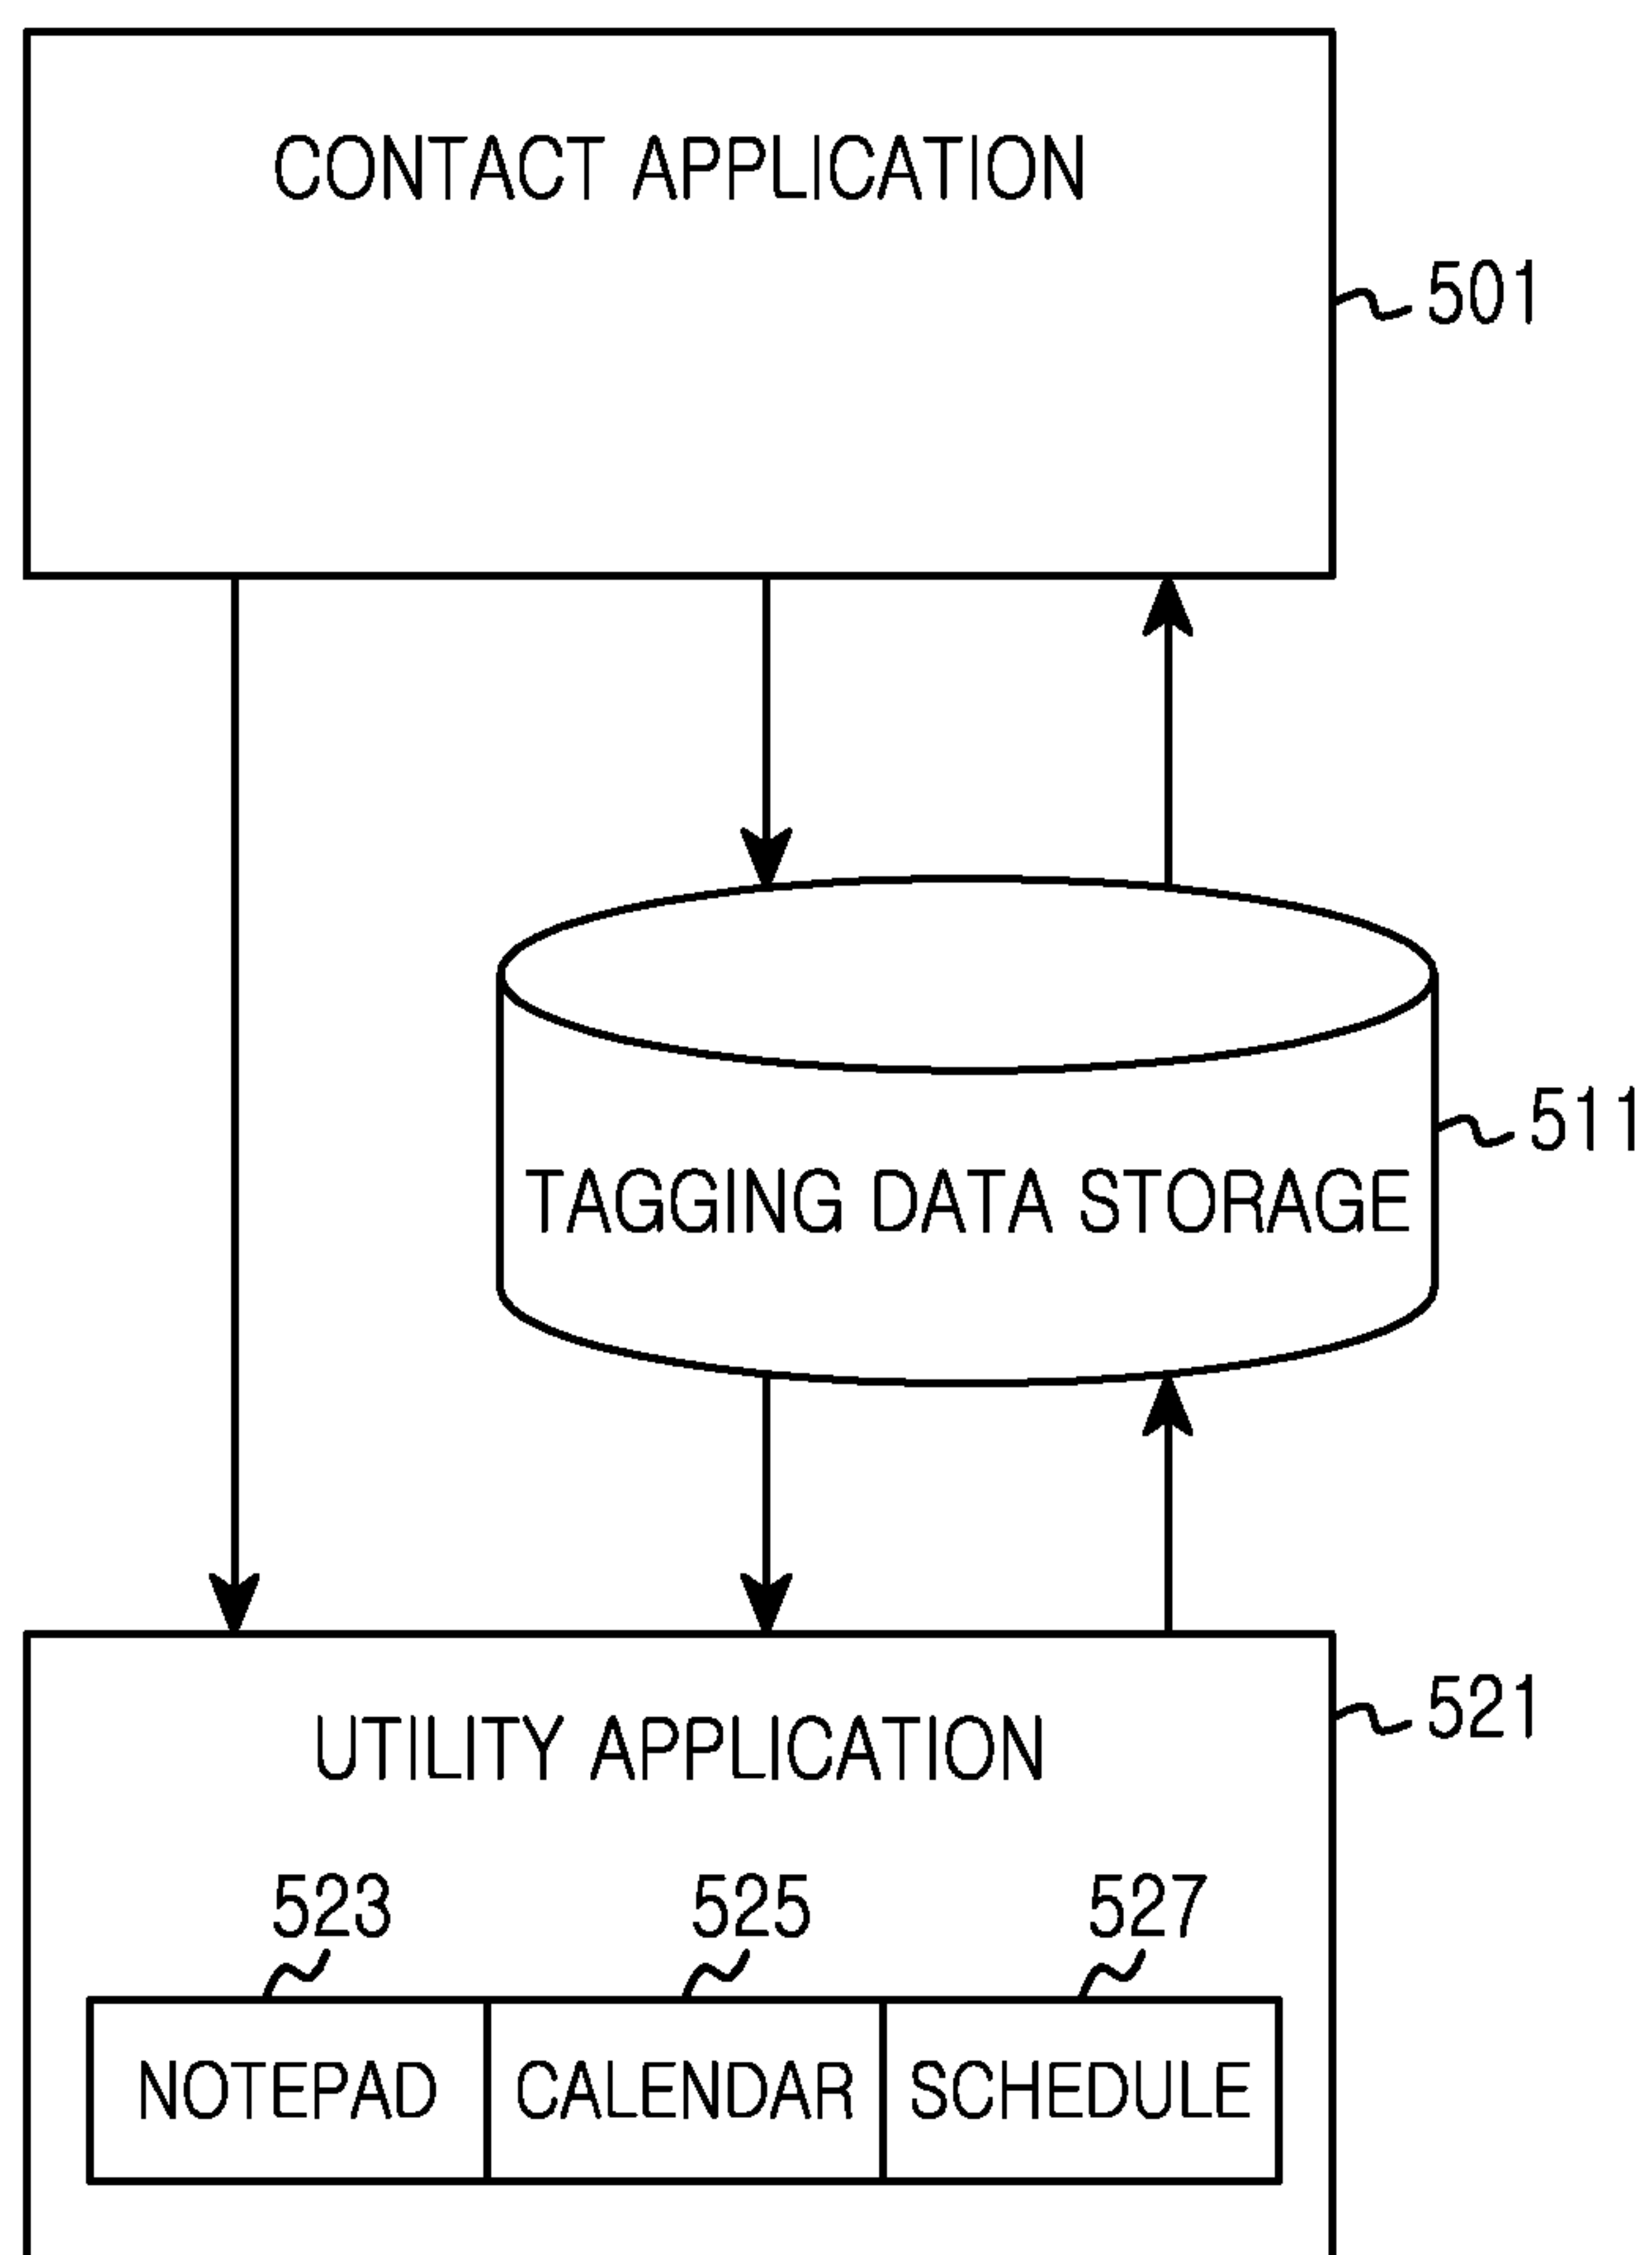 CONTACT APPLICATION
501
511
TAGGING DATA STORAGE
521
UTILITY APPLICATION
523 525 527
NOTEPAD CALENDAR SCHEDULE